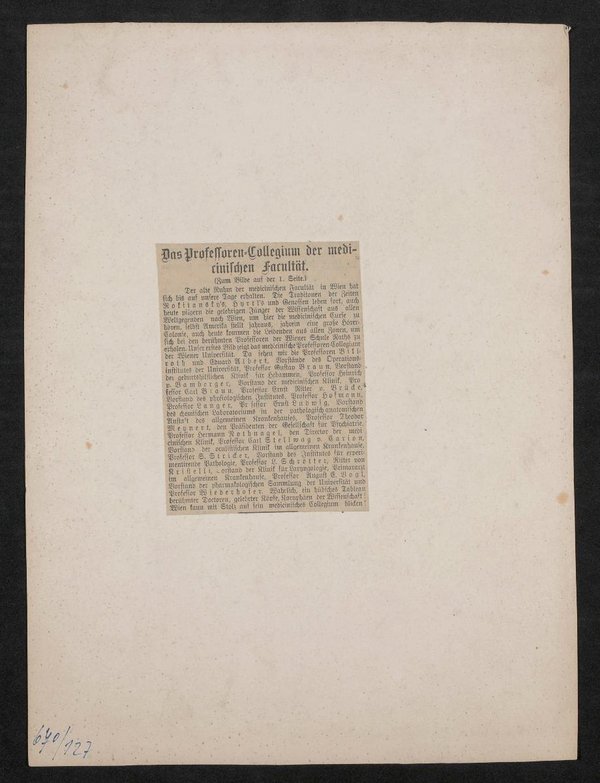 Das Professoren-Collegium der medi-
cinischen Facultät.
(Zum Bilde auf der 1. Seite.)
Der alte Ruhm der medicinischen Facultät in Wien hat
sich bis auf unsere Tage erhalten. Die Traditionen der Zeiten
Rokitansky's, Hyrtl's und Genossen leben fort, auch
heute pilgern die gelehrigen Jünger der Wissenschaft aus allen
Weltgegenden nach Wien, um hier die medicinischen Curse zu
hören, selbst Amerika stellt jahraus, jahrein eine große Hörer-
Colonie, auch heute kommen die Leidenden aus allen Zonen, um
sich bei den berühmten Professoren der Wiener Schule Raths zu
erholen. Unser erstes Bild zeigt das medicinische Professoren-Collegium
der Wiener Universität. Da sehen wir die Professoren Bill-
roth und Eduard Albert, Vorstände des Operations-
institutes der Universität, Professor Gustav Braun, Vorstand
der geburtshilflichen Klinik für Hebammen, Professor Heinrich
v. Bamberger, Vorstand der medicinischen Klinik, Pro
fessor Carl Braun, Professor Ernst Ritter v. Brücke,
Vorstand des physiologischen Institutes, Professor Hofmann,
Professor Langer, Professor Ernst Ludwig, Vorstand
des chemischen Laboratoriums in der pathologisch-anatomischen
Anstalt des allgemeinen Krankenhauses, Professor Theodor
Meynert, den Präsidenten der Gesellschaft für Psychiatrie,
Professor Hermann Nothnagel, den Director der medi-
cinischen Klinik, Professor Carl Stellwag v. Carion,
Vorstand der oculistischen Klinik im allgemeinen Krankenhause,
Professor S. Stricker, Vorstand des Institutes für experi-
mentirende Pathologie, Professor L. Schrötter, Ritter von
Kristelli, Vorstand der Klinik für Laryngologie, Primararzt
im allgemeinen Krankenhause, Professor August E. Vogl,
Vorstand der pharmakologischen Sammlung der Universität und
Professor Wiederhofer. Wahrlich, ein hübsches Tableau
berühmter Doctoren, gelehrter Köpfe, Koryphäen der Wissenschaft
Wien kann mit Stolz auf sein medicinisches Collegium blicken
670/127